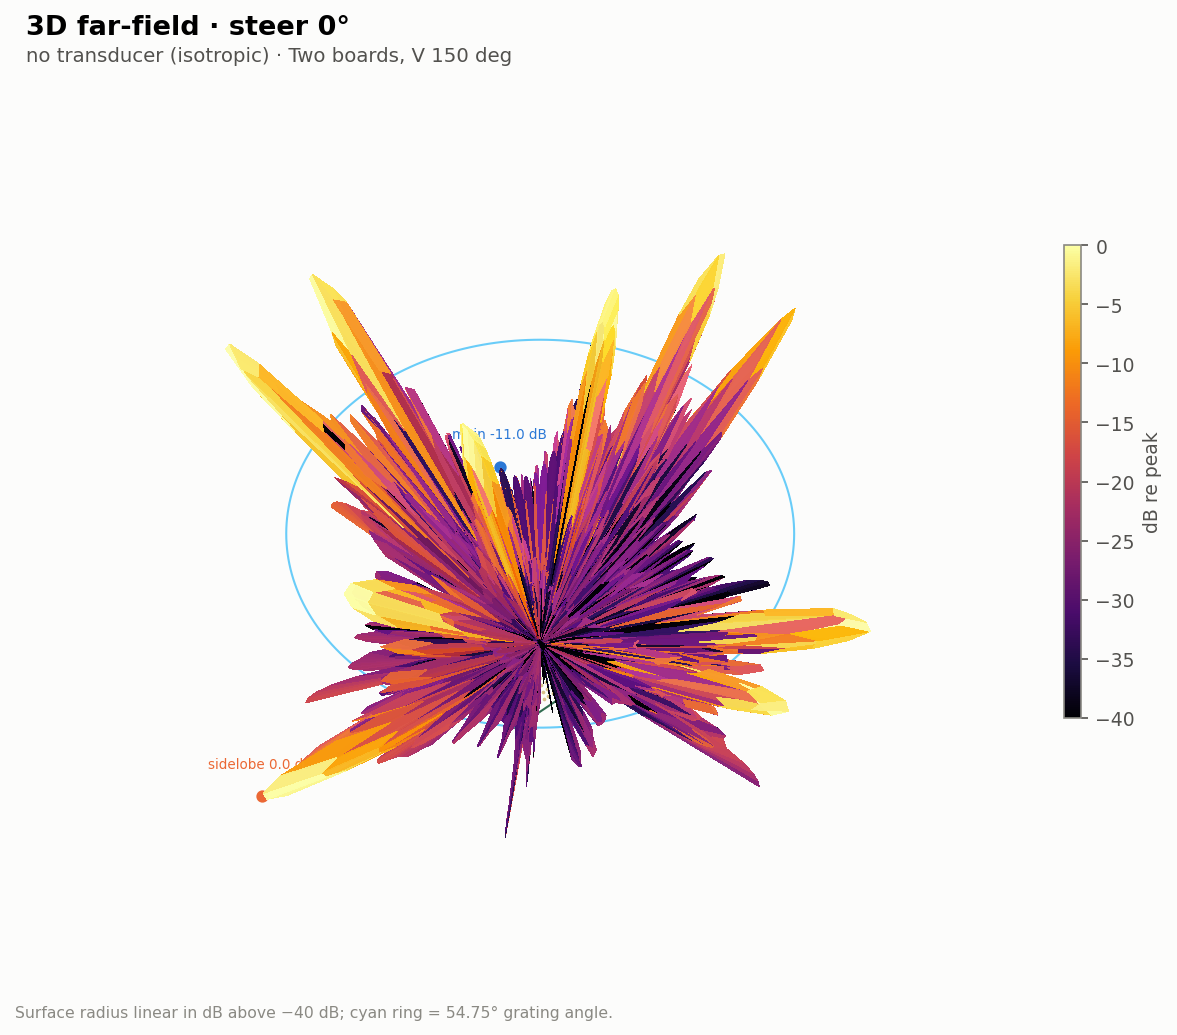 3D far-field · steer 0°
no transducer (isotropic) · Two boards, V 150 deg
0
−5
−10
−15
−20
−25
−30
−35
−40
dB re peak
-11.0 dB
sidelobe 0.0
Surface radius linear in dB above −40 dB; cyan ring = 54.75° grating angle.